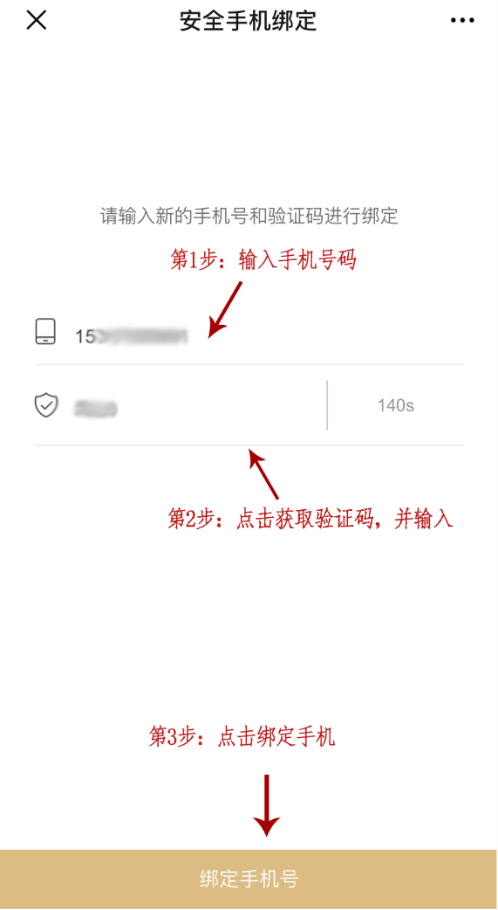 安全手机绑定
请输入新的手机号和验证码进行绑定
第1步：输入手机号码
15
140s
第2步：点击获取验证码，并输入
第3步：点击绑定手机
绑定手机号